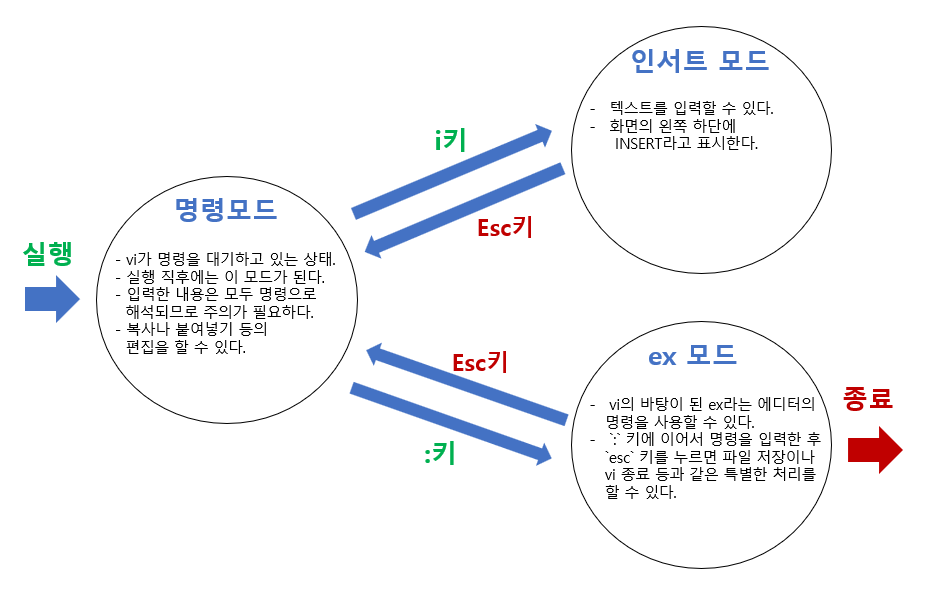 실행
명령모드
- vi가 명령을 대기하고 있는 상태.
- 실행 직후에는 이 모드가 된다.
- 입력한 내용은 모두 명령으로
해석되므로 주의가 필요하다.
- 복사나 붙여넣기 등의
편집을 할 수 있다.
i키
Esc키
인서트 모드
- 텍스트를 입력할 수 있다.
- 화면의 왼쪽 하단에
INSERT라고 표시한다.
Esc키
:키
ex 모드
- vi의 바탕이 된 ex라는 에디터의
명령을 사용할 수 있다.
- `:` 키에 이어서 명령을 입력한 후
`esc` 키를 누르면 파일 저장이나
vi 종료 등과 같은 특별한 처리를
할 수 있다.
종료